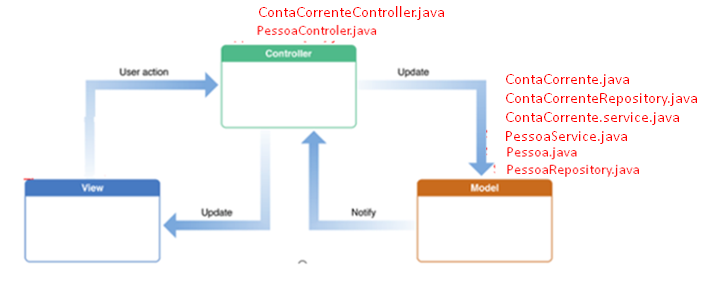 ContaCorrenteController.java
PessoaControler.java
Controller
User action
Update
ContaCorrente.java
ContaCorrenteRepository.java
ContaCorrente.service.java
PessoaService.java
Pessoa.java
PessoaRepository.java
View
Model
Update
Notify